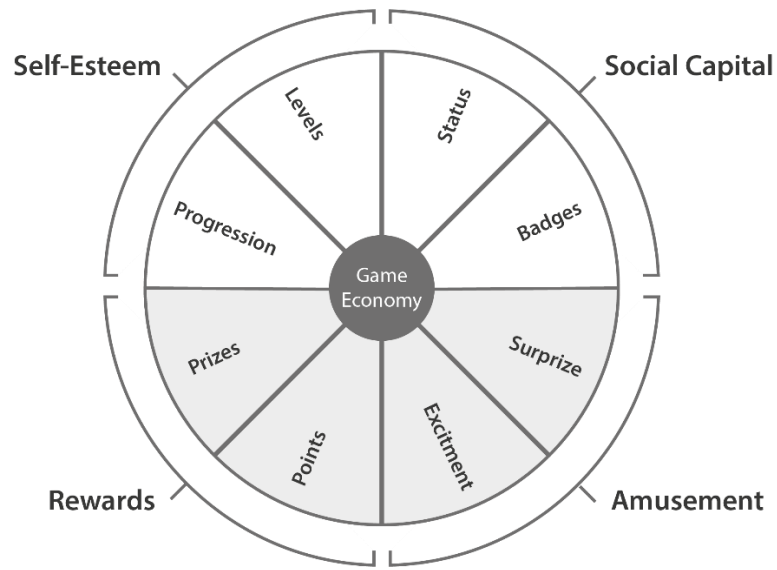 Self-Esteem
Social Capital
Levels
Status
Progression
Badges
Game
Economy
Prizes
Surprize
Points
Excitment
Rewards
Amusement